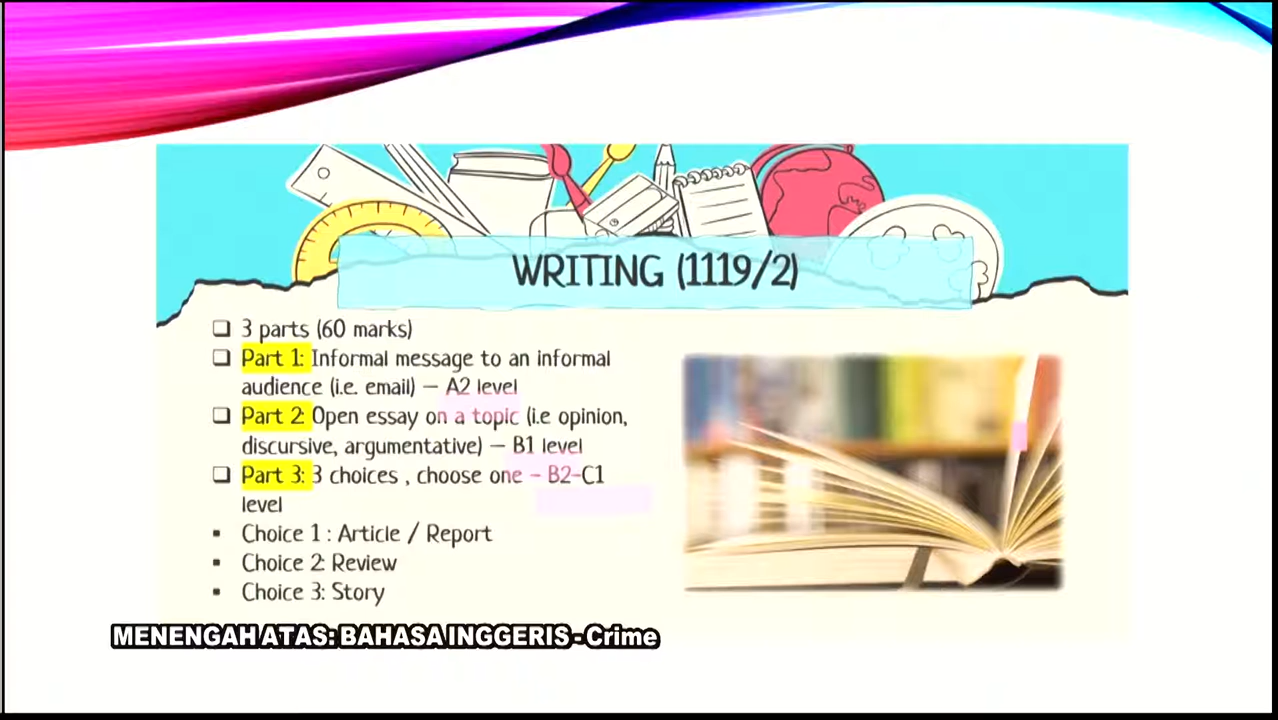 WRITING (1119/2)
❑ 3 parts (60 marks)
❑ Part 1: Informal message to an informal
audience (i.e. email) – A2 level
❑ Part 2: Open essay on a topic (i.e opinion,
discursive, argumentative) – B1 level
❑ Part 3: 3 choices , choose one – B2-C1
level
▪ Choice 1 : Article / Report
▪ Choice 2: Review
▪ Choice 3: Story
MENENGAH ATAS: BAHASA INGGERIS - Crime